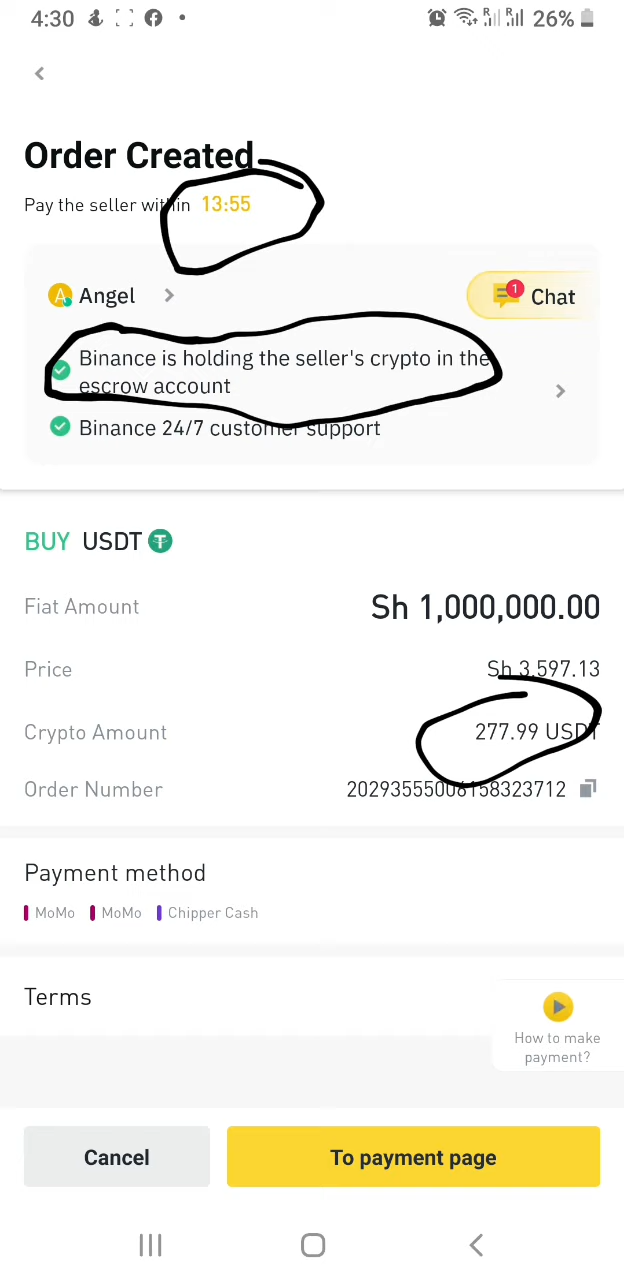 4:30
26%
Order Created
Pay the seller within 13:55
A Angel
1 Chat
Binance is holding the seller's crypto in the
escrow account
Binance 24/7 customer support
BUY USDT
Fiat Amount Sh 1,000,000.00
Price Sh 3,597.13
Crypto Amount 277.99 USDT
Order Number 20293555006158323712
Payment method
MoMo MoMo Chipper Cash
Terms
How to make
payment?
Cancel To payment page